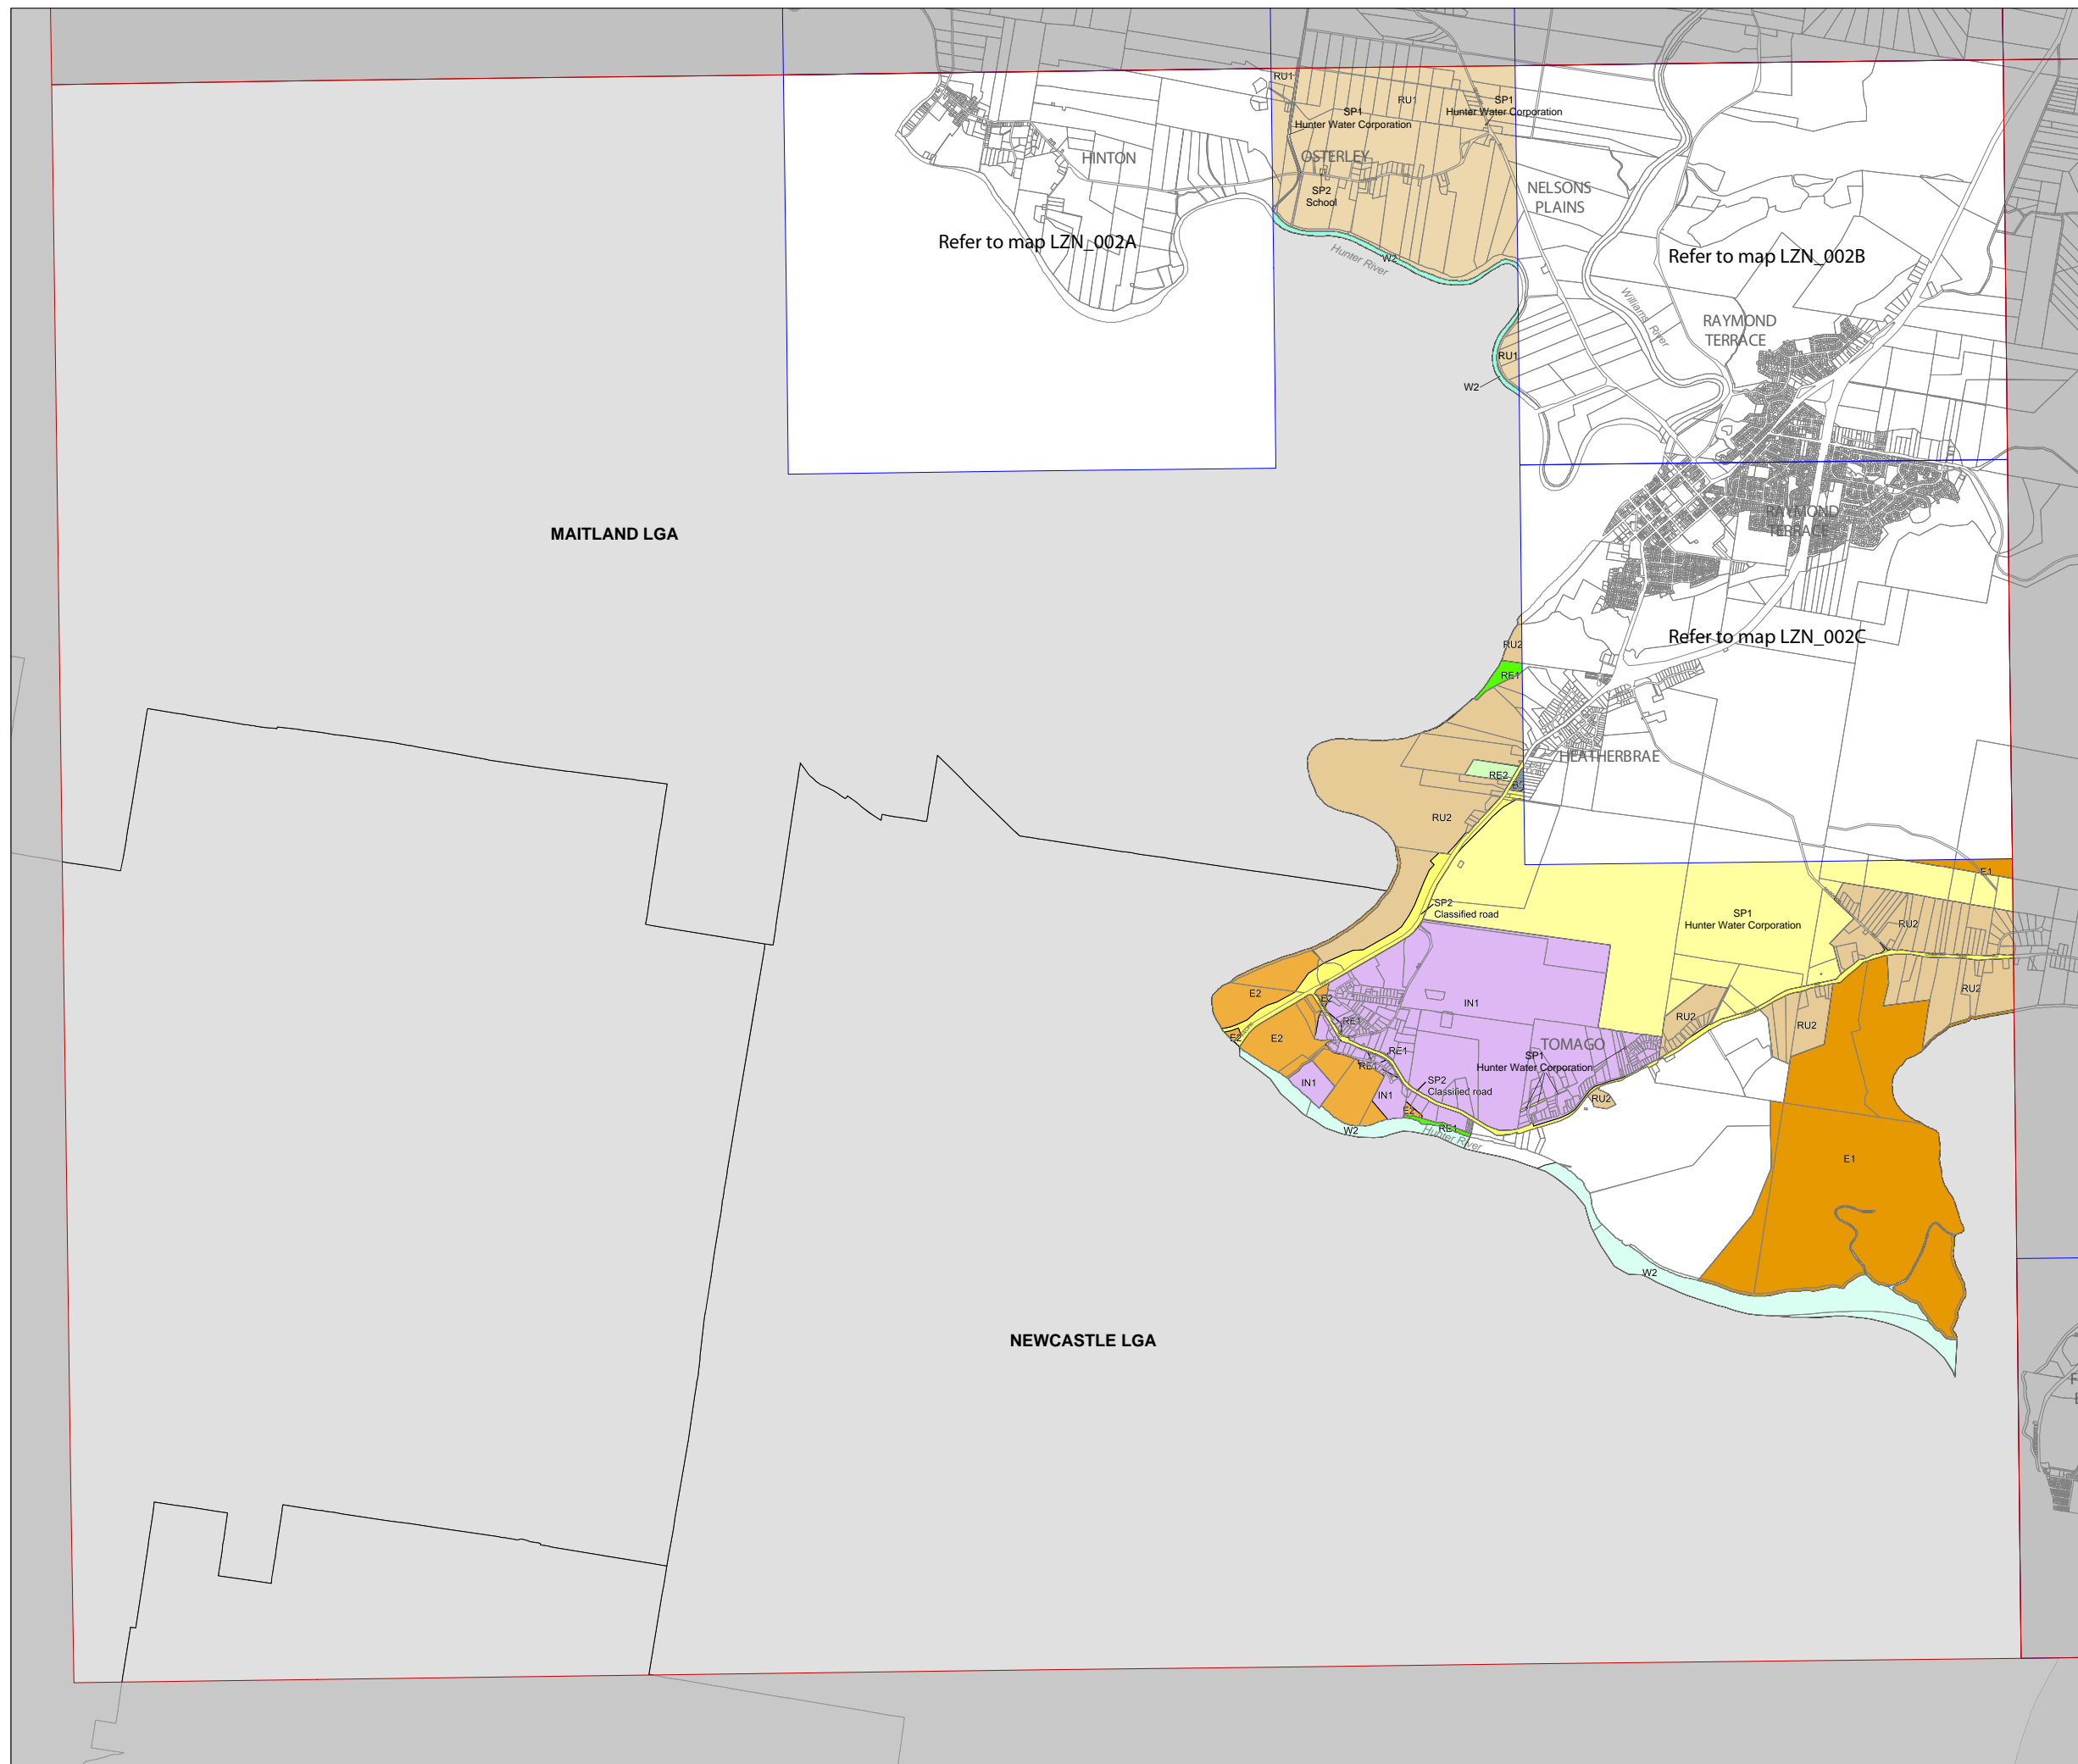 RU1
RU1
SP1
Hunter Water Corporation
SP1
Hunter Water Corporation
HINTON
OSTERLEY
SP2
School
NELSONS
PLAINS
Refer to map LZN_002A
Hunter River
W2
Refer to map LZN_002B
Williams River
RAYMOND
TERRACE
RU1
W2
RAYMOND
TERRACE
MAITLAND LGA
Refer to map LZN_002C
RU2
RE1
HEATHERBRAE
RE2
RU2
E1
SP2
Classified road
SP1
Hunter Water Corporation
RU2
RU2
E2
E2
IN1
RU2
RU2
RE1
E2
E2
TOMAGO
RE1
RE1
SP1
Hunter Water Corporation
IN1
SP2
Classified road
IN1
RU2
E2
RE1
W2
Hunter River
E1
W2
NEWCASTLE LGA